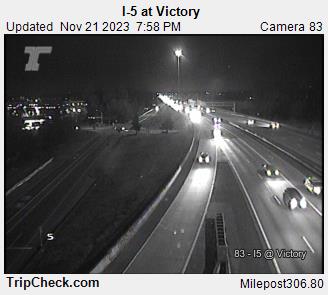 I-5 at Victory
Updated Nov 21 2023 7:58 PM Camera 83
T
S
83 - I5 @ Victory
TripCheck.com Milepost306.80